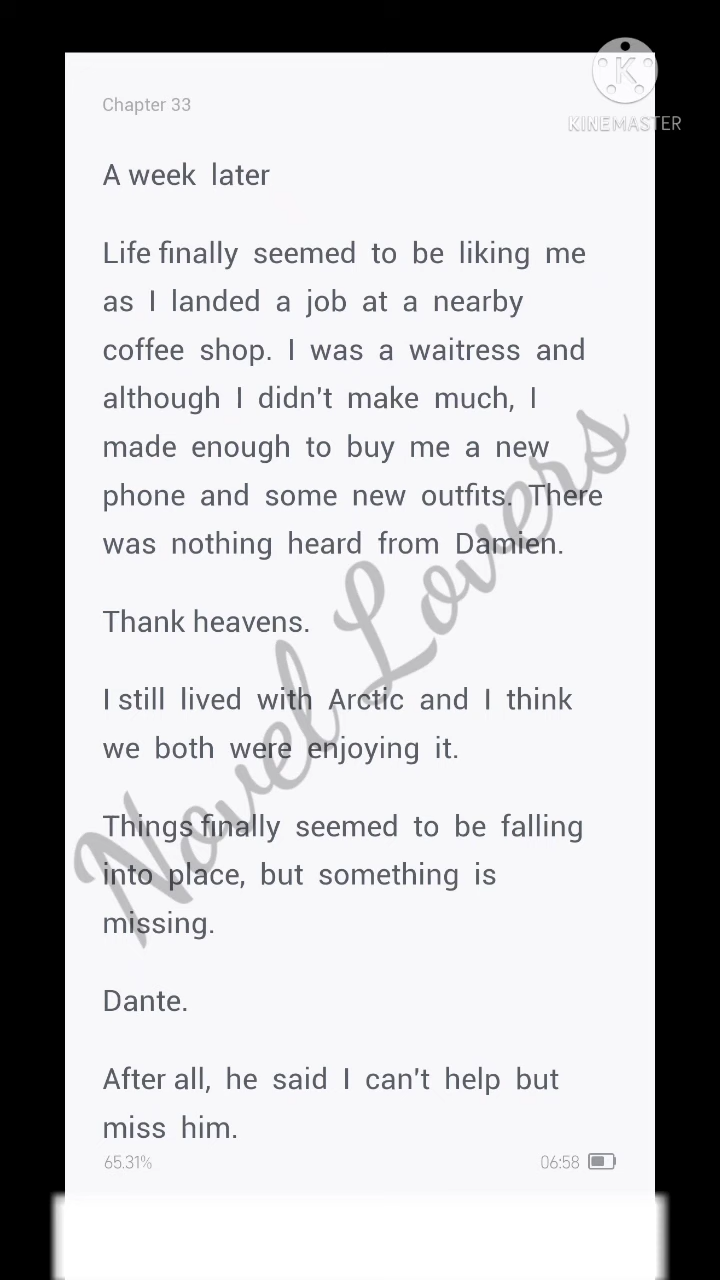 KINEMASTER
Chapter 33
A week later
Life finally seemed to be liking me
as I landed a job at a nearby
coffee shop. I was a waitress and
although I didn't make much, I
made enough to buy me a new
phone and some new outfits. There
was nothing heard from Damien.
Thank heavens.
I still lived with Arctic and I think
we both were enjoying it.
Things finally seemed to be falling
into place, but something is
missing.
Dante.
After all, he said I can't help but
miss him.
65.31% 06:58
Novel Lovers